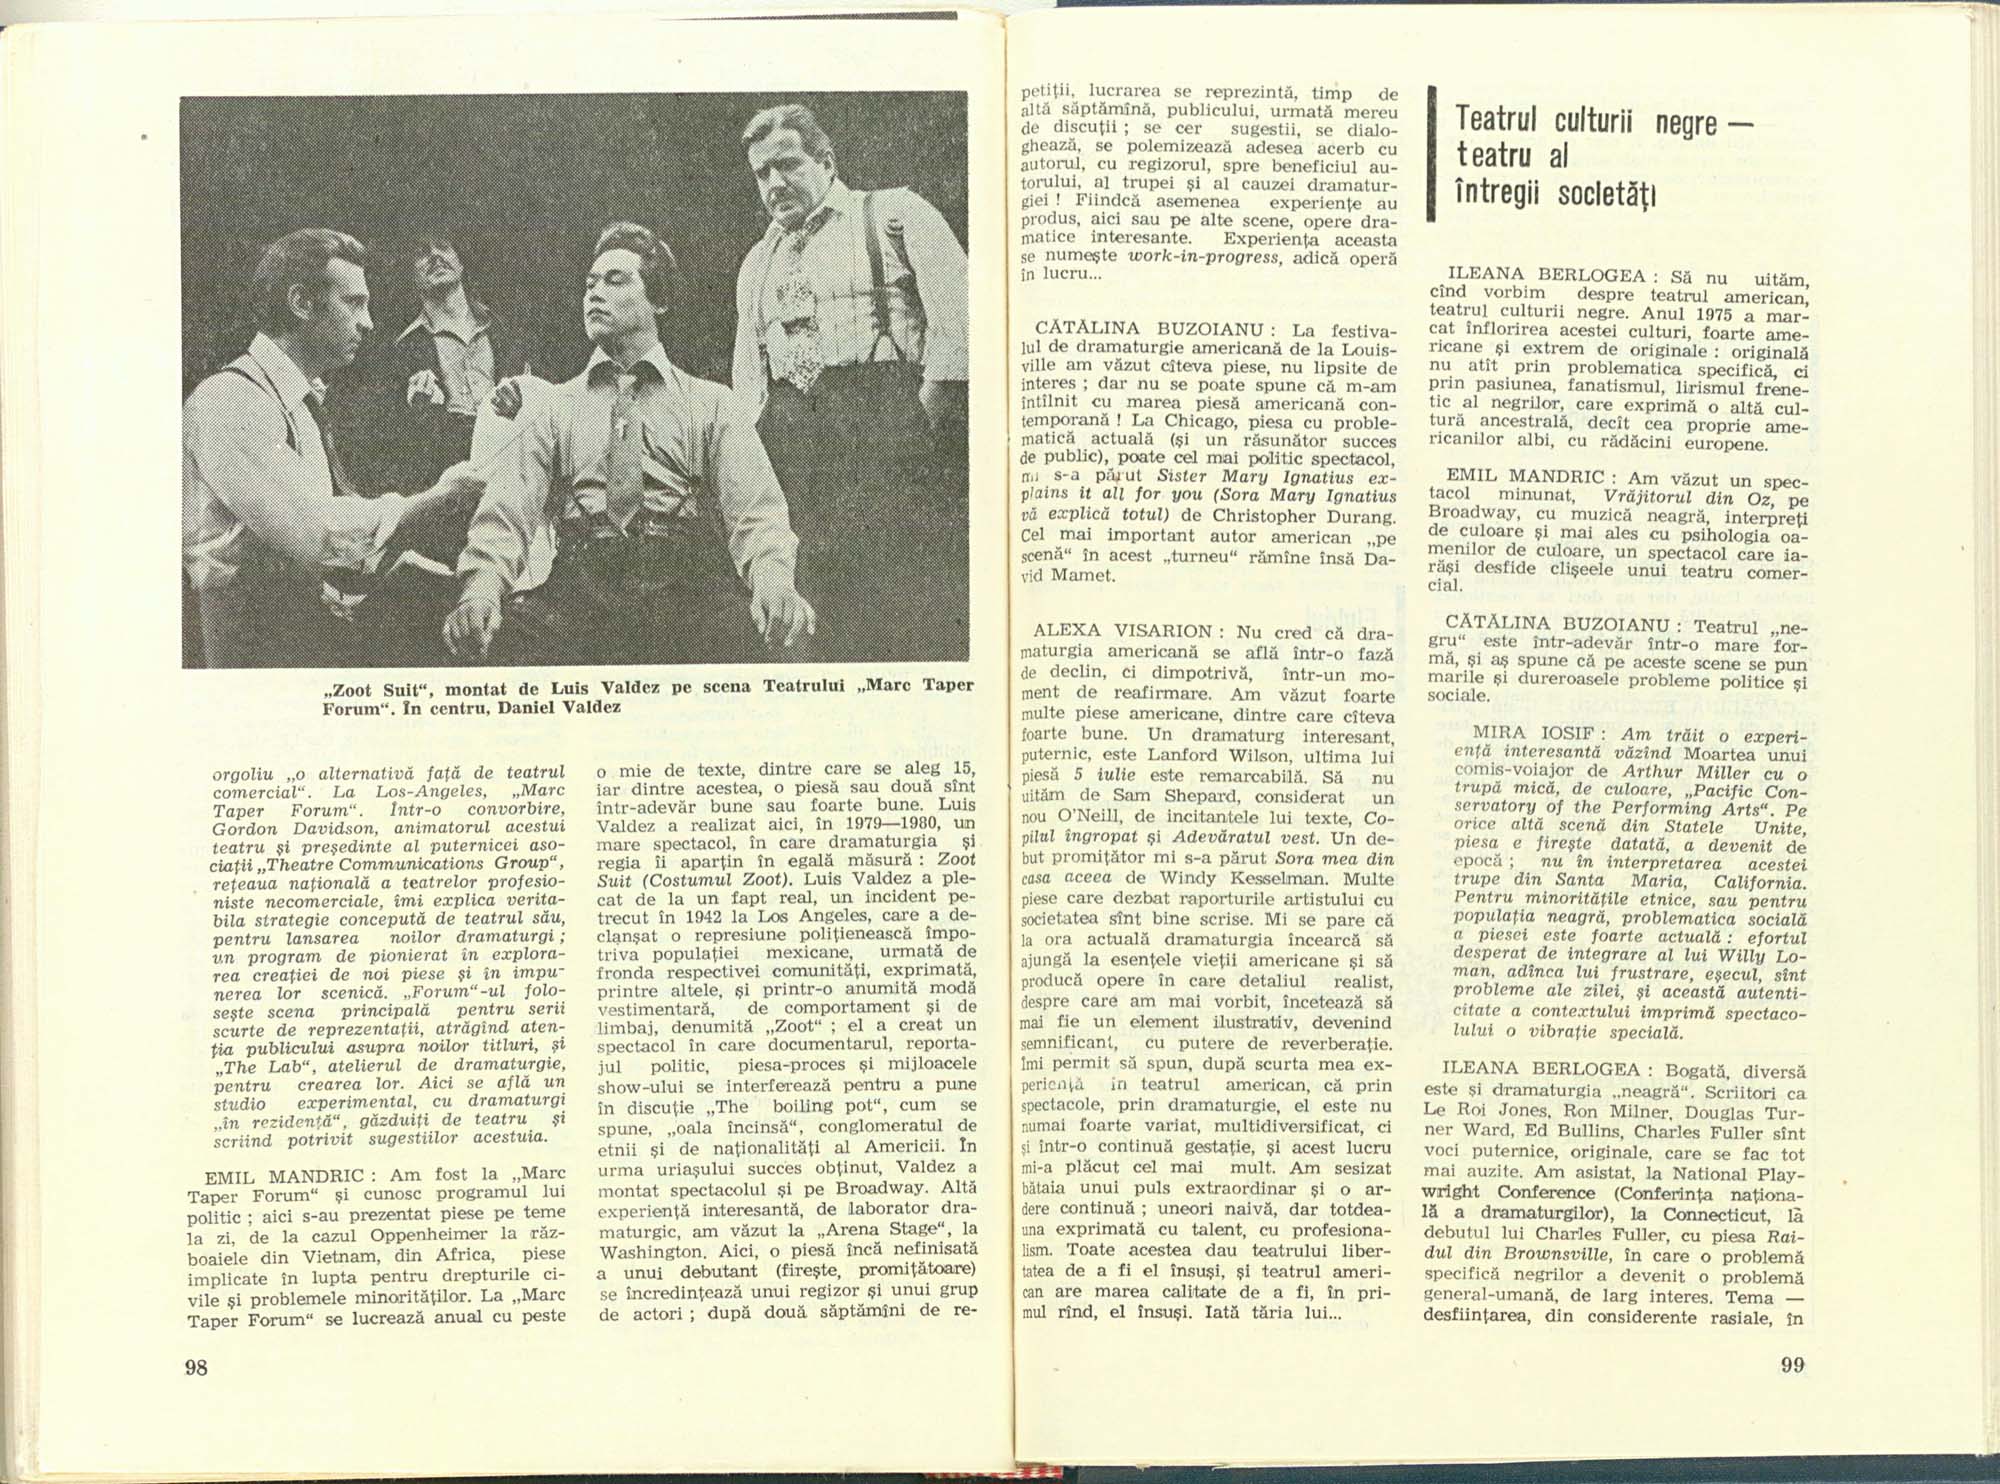 „Zoot Suit“, montat de Luis Valdez pe scena Teatrului „Marc Taper
Forum“. În centru, Daniel Valdez
orgoliu „o alternativă față de teatrul
comercial“. La Los-Angeles, „Marc
Taper Forum“. Într-o convorbire,
Gordon Davidson, animatorul acestui
teatru și președinte al puternicei aso-
ciații „Theatre Communications Group“,
rețeaua națională a teatrelor profesio-
niste necomerciale, îmi explica verita-
bila strategie concepută de teatrul său,
pentru lansarea noilor dramaturgi ;
un program de pionierat în explora-
rea creației de noi piese și în impu-
nerea lor scenică. „Forum“-ul folo-
sește scena principală pentru serii
scurte de reprezentații, atrăgînd aten-
ția publicului asupra noilor titluri, și
„The Lab“, atelierul de dramaturgie,
pentru crearea lor. Aici se află un
studio experimental, cu dramaturgi
„în rezidență“, găzduiți de teatru și
scriind potrivit sugestiilor acestuia.
EMIL MANDRIC : Am fost la „Marc
Taper Forum“ și cunosc programul lui
politic ; aici s-au prezentat piese pe teme
la zi, de la cazul Oppenheimer la răz-
boaiele din Vietnam, din Africa, piese
implicate în lupta pentru drepturile ci-
vile și problemele minorităților. La „Marc
Taper Forum“ se lucrează anual cu peste
o mie de texte, dintre care se aleg 15,
iar dintre acestea, o piesă sau două sînt
într-adevăr bune sau foarte bune. Luis
Valdez a realizat aici, în 1979—1980, un
mare spectacol, în care dramaturgia și
regia îi aparțin în egală măsură : Zoot
Suit (Costumul Zoot). Luis Valdez a ple-
cat de la un fapt real, un incident pe-
trecut în 1942 la Los Angeles, care a de-
clanșat o represiune polițienească împo-
triva populației mexicane, urmată de
fronda respectivei comunități, exprimată,
printre altele, și printr-o anumită modă
vestimentară, de comportament și de
limbaj, denumită „Zoot“ ; el a creat un
spectacol în care documentarul, reporta-
jul politic, piesa-proces și mijloacele
show-ului se interferează pentru a pune
în discuție „The boiling pot“, cum se
spune, „oala încinsă“, conglomeratul de
etnii și de naționalități al Americii. În
urma uriașului succes obținut, Valdez a
montat spectacolul și pe Broadway. Altă
experiență interesantă, de laborator dra-
maturgic, am văzut la „Arena Stage“, la
Washington. Aici, o piesă încă nefinisată
a unui debutant (firește, promițătoare)
se încredințează unui regizor și unui grup
de actori ; după două săptămîni de re-
98
petiții, lucrarea se reprezintă, timp de
altă săptămînă, publicului, urmată mereu
de discuții ; se cer sugestii, se dialo-
ghează, se polemizează adesea acerb cu
autorul, cu regizorul, spre beneficiul au-
torului, al trupei și al cauzei dramatur-
giei ! Fiindcă asemenea experiențe au
produs, aici sau pe alte scene, opere dra-
matice interesante. Experiența aceasta
se numește work-in-progress, adică operă
în lucru...
CĂTĂLINA BUZOIANU : La festiva-
lul de dramaturgie americană de la Louis-
ville am văzut cîteva piese, nu lipsite de
interes ; dar nu se poate spune că m-am
întîlnit cu marea piesă americană con-
temporană ! La Chicago, piesa cu proble-
matică actuală (și un răsunător succes
de public), poate cel mai politic spectacol,
mi s-a părut Sister Mary Ignatius ex-
plains it all for you (Sora Mary Ignatius
vă explică totul) de Christopher Durang.
Cel mai important autor american „pe
scenă“ în acest „turneu“ rămîne însă Da-
vid Mamet.
ALEXA VISARION : Nu cred că dra-
maturgia americană se află într-o fază
de declin, ci dimpotrivă, într-un mo-
ment de reafirmare. Am văzut foarte
multe piese americane, dintre care cîteva
foarte bune. Un dramaturg interesant,
puternic, este Lanford Wilson, ultima lui
piesă 5 iulie este remarcabilă. Să nu
uităm de Sam Shepard, considerat un
nou O'Neill, de incitantele lui texte, Co-
pilul îngropat și Adevăratul vest. Un de-
but promițător mi s-a părut Sora mea din
casa aceea de Windy Kesselman. Multe
piese care dezbat raporturile artistului cu
societatea sînt bine scrise. Mi se pare că
la ora actuală dramaturgia încearcă să
ajungă la esențele vieții americane și să
producă opere în care detaliul realist,
despre care am mai vorbit, încetează să
mai fie un element ilustrativ, devenind
semnificant, cu putere de reverberație.
Îmi permit să spun, după scurta mea ex-
periență în teatrul american, că prin
spectacole, prin dramaturgie, el este nu
numai foarte variat, multidiversificat, ci
și într-o continuă gestație, și acest lucru
mi-a plăcut cel mai mult. Am sesizat
bătaia unui puls extraordinar și o ar-
dere continuă ; uneori naivă, dar totdea-
una exprimată cu talent, cu profesiona-
lism. Toate acestea dau teatrului liber-
tatea de a fi el însuși, și teatrul ameri-
can are marea calitate de a fi, în pri-
mul rînd, el însuși. Iată tăria lui...
Teatrul culturii negre —
teatru al
întregii societăți
ILEANA BERLOGEA : Să nu uităm,
cînd vorbim despre teatrul american,
teatrul culturii negre. Anul 1975 a mar-
cat înflorirea acestei culturi, foarte ame-
ricane și extrem de originale : originală
nu atît prin problematica specifică, ci
prin pasiunea, fanatismul, lirismul frene-
tic al negrilor, care exprimă o altă cul-
tură ancestrală, decît cea proprie ame-
ricanilor albi, cu rădăcini europene.
EMIL MANDRIC : Am văzut un spec-
tacol minunat, Vrăjitorul din Oz, pe
Broadway, cu muzică neagră, interpreți
de culoare și mai ales cu psihologia oa-
menilor de culoare, un spectacol care ia-
răși desfide clișeele unui teatru comer-
cial.
CĂTĂLINA BUZOIANU : Teatrul „ne-
gru“ este într-adevăr într-o mare for-
mă, și aș spune că pe aceste scene se pun
marile și dureroasele probleme politice și
sociale.
MIRA IOSIF : Am trăit o experi-
ență interesantă văzînd Moartea unui
comis-voiajor de Arthur Miller cu o
trupă mică, de culoare, „Pacific Con-
servatory of the Performing Arts“. Pe
orice altă scenă din Statele Unite,
piesa e firește datată, a devenit de
epocă ; nu în interpretarea acestei
trupe din Santa Maria, California.
Pentru minoritățile etnice, sau pentru
populația neagră, problematica socială
a piesei este foarte actuală : efortul
desperat de integrare al lui Willy Lo-
man, adînca lui frustrare, eșecul, sînt
probleme ale zilei, și această autenti-
citate a contextului imprimă spectaco-
lului o vibrație specială.
ILEANA BERLOGEA : Bogată, diversă
este și dramaturgia „neagră“. Scriitori ca
Le Roi Jones, Ron Milner, Douglas Tur-
ner Ward, Ed Bullins, Charles Fuller sînt
voci puternice, originale, care se fac tot
mai auzite. Am asistat, la National Play-
wright Conference (Conferința naționa-
lă a dramaturgilor), la Connecticut, la
debutul lui Charles Fuller, cu piesa Rai-
dul din Brownsville, în care o problemă
specifică negrilor a devenit o problemă
general-umană, de larg interes. Tema —
desființarea, din considerente rasiale, în
99